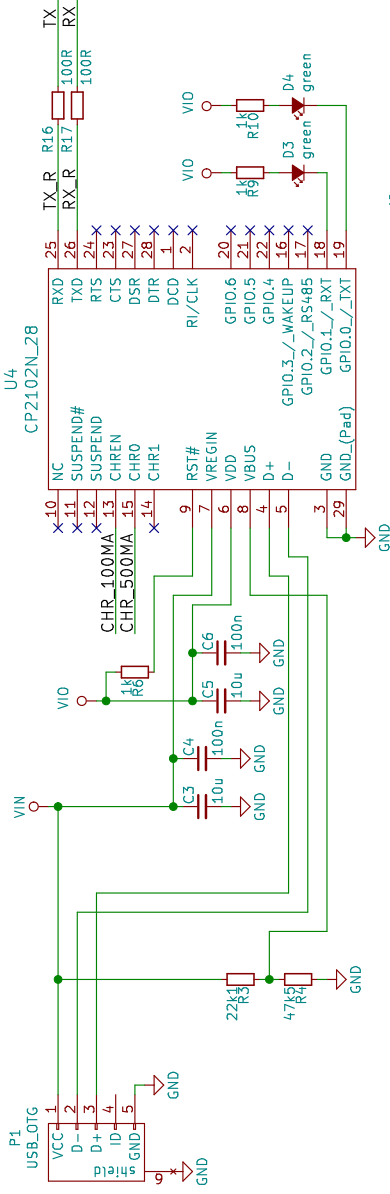 TX
RX
100R
100R
R16
R17
TX_R
RX_R
VIO
1k
R10
D4
green
VIO
1k
R9
D3
green
25
26
24
23
27
28
1
2
20
21
22
16
17
18
19
RXD
TXD
RTS
CTS
DSR
DTR
DCD
RI/CLK
GPIO.6
GPIO.5
GPIO.4
GPIO.3_/_WAKEUP
GPIO.2_/_RS485
GPIO.1_/_RXT
GPIO.0_/_TXT
U4
CP2102N_28
NC
SUSPEND#
SUSPEND
CHREN
CHR0
CHR1
RST#
VREGIN
VDD
VBUS
D+
D-
GND
GND_(Pad)
10
11
12
13
15
14
9
7
6
8
4
5
3
29
GND
CHR_100MA
CHR_500MA
VIO
1k
R6
C6
100n
GND
C5
10u
GND
C4
100n
GND
VIN
C3
10u
GND
22k1
R3
47k5
R4
GND
P1
USB_OTG
1
2
3
4
5
VCC
D-
D+
ID
GND
shield
6
GND
GND